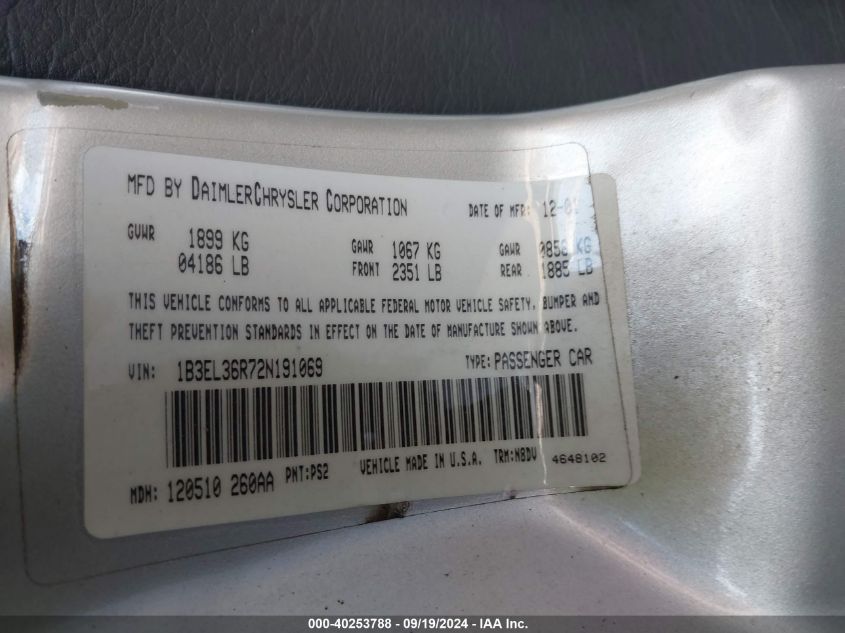 MFD BY DAIMLERCHRYSLER CORPORATION DATE OF MFR: 12-01
GVWR 1899 KG GAWR 1067 KG GAWR 0856 KG
04186 LB FRONT 2351 LB REAR 1885 LB
THIS VEHICLE CONFORMS TO ALL APPLICABLE FEDERAL MOTOR VEHICLE SAFETY, BUMPER AND
THEFT PREVENTION STANDARDS IN EFFECT ON THE DATE OF MANUFACTURE SHOWN ABOVE.
VIN: 1B3EL36R72N191069 TYPE: PASSENGER CAR
MDH: 120510 260AA PNT: PS2 VEHICLE MADE IN U.S.A. TRM: N8DV 4648102
000-40253788 - 09/19/2024 - IAA Inc.